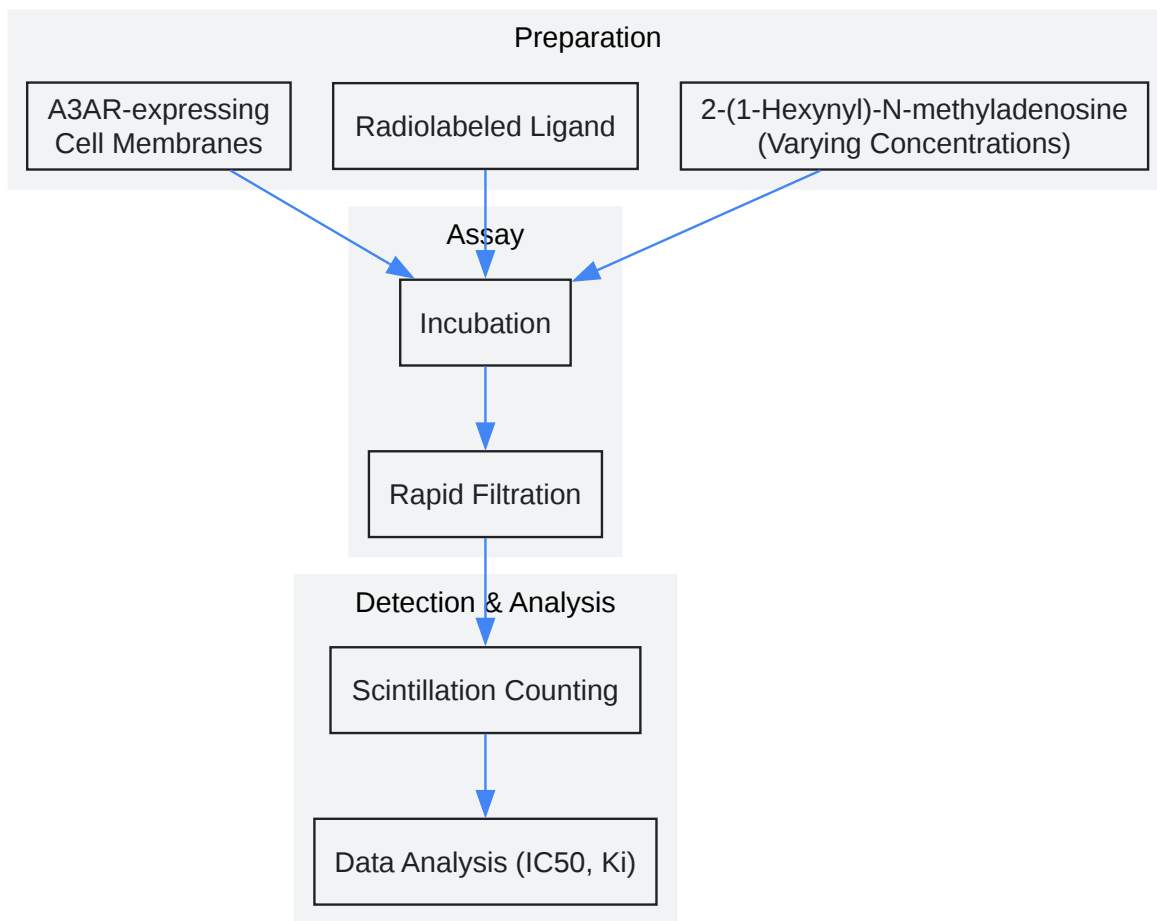 Preparation
A3AR-expressing
Cell Membranes
Radiolabeled Ligand
2-(1-Hexynyl)-N-methyladenosine
(Varying Concentrations)
Assay
Incubation
Rapid Filtration
Detection & Analysis
Scintillation Counting
Data Analysis (IC50, Ki)